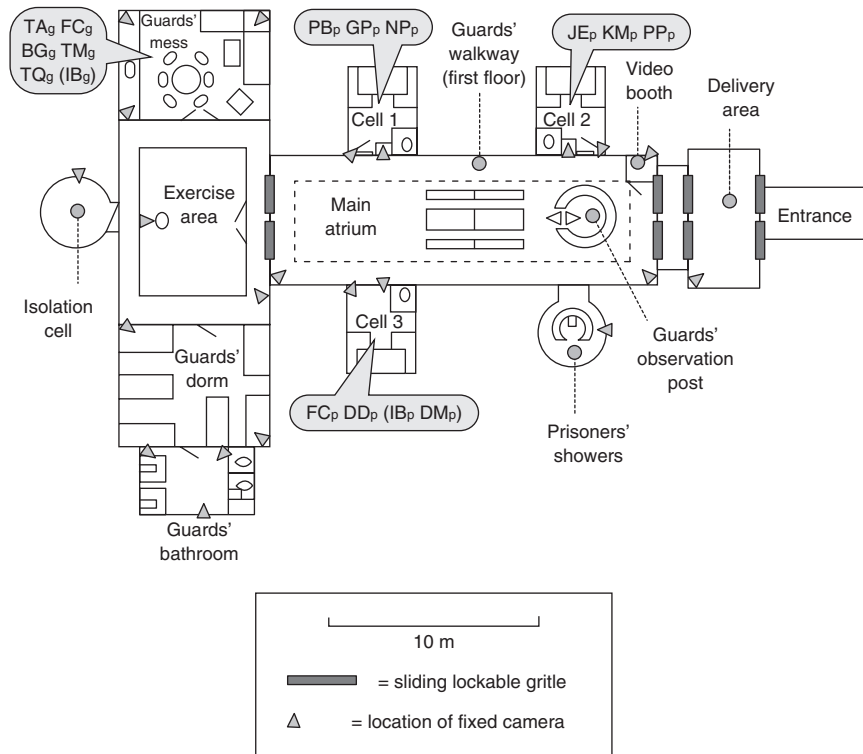 TAg FCg
BGg TMg
TQg (IBg)
Guards'
mess
PBp GPp NPp
Guards'
walkway
(first floor)
JEp KMp PPp
Video
booth
Delivery
area
Cell 1
Cell 2
Exercise
area
Main
atrium
Entrance
Isolation
cell
Cell 3
Guards'
dorm
Guards'
observation
post
FCp DDp (IBp DMp)
Prisoners'
showers
Guards'
bathroom
10 m
= sliding lockable gritle
= location of fixed camera